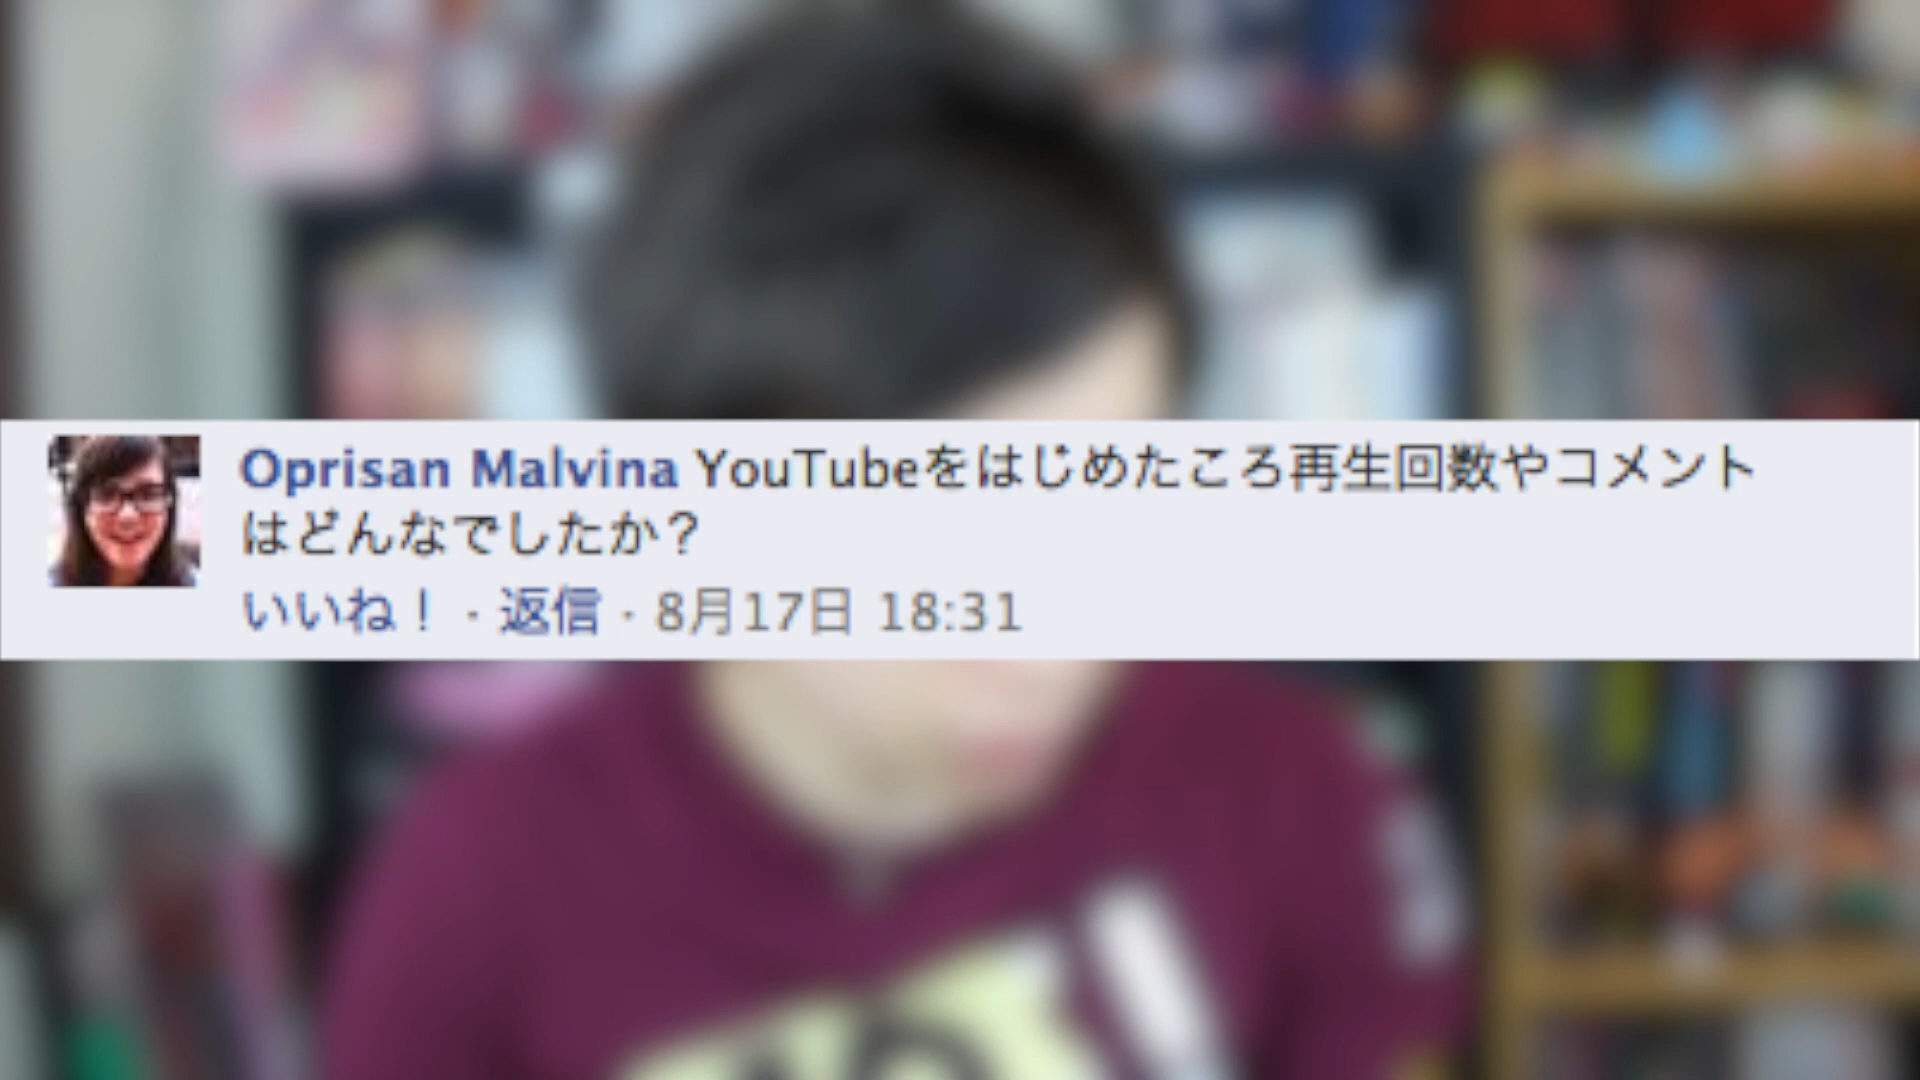 Oprisan Malvina YouTubeをはじめたころ再生回数やコメント
はどんなでしたか？
いいね！ · 返信 · 8月17日 18:31